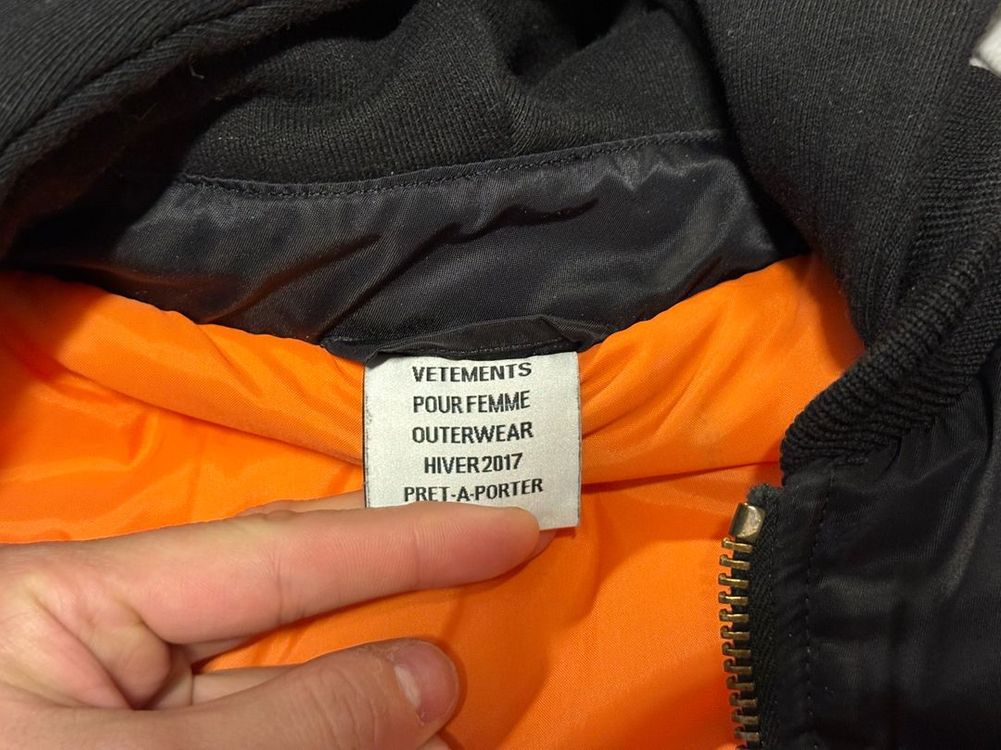 VETEMENTS
POUR FEMME
OUTERWEAR
HIVER 2017
PRET-A-PORTER